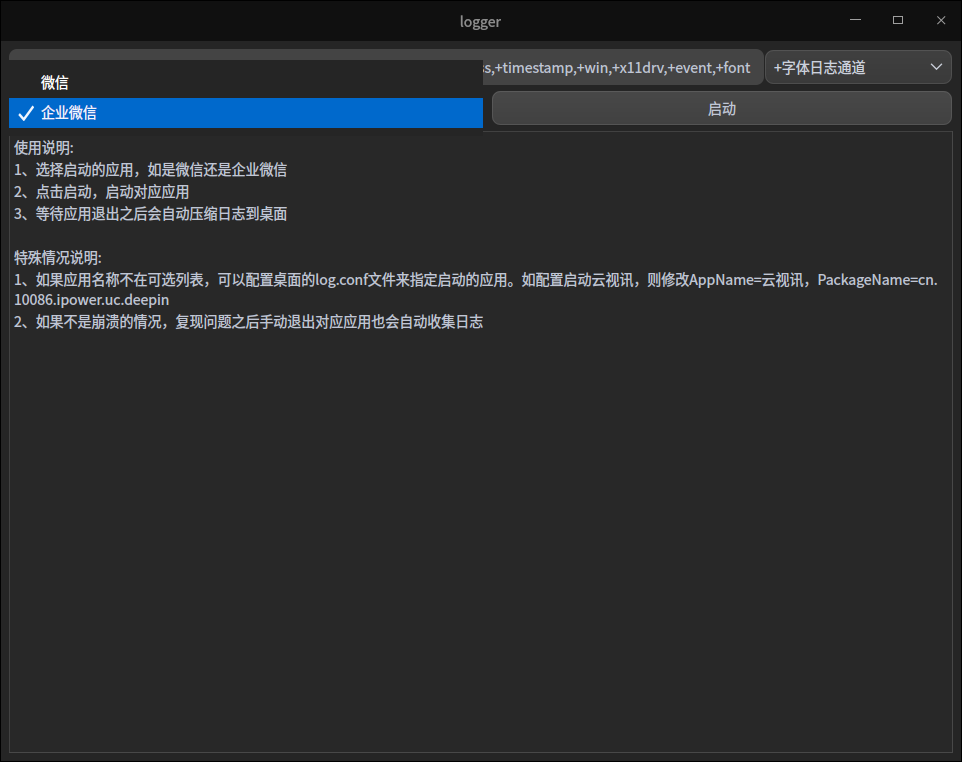 logger
s,+timestamp,+win,+x11drv,+event,+font
+字体日志通道
微信
企业微信
启动
使用说明:
1、选择启动的应用，如是微信还是企业微信
2、点击启动，启动对应应用
3、等待应用退出之后会自动压缩日志到桌面
特殊情况说明:
1、如果应用名称不在可选列表，可以配置桌面的log.conf文件来指定启动的应用。如配置启动云视讯，则修改AppName=云视讯，PackageName=cn.
10086.ipower.uc.deepin
2、如果不是崩溃的情况，复现问题之后手动退出对应应用也会自动收集日志